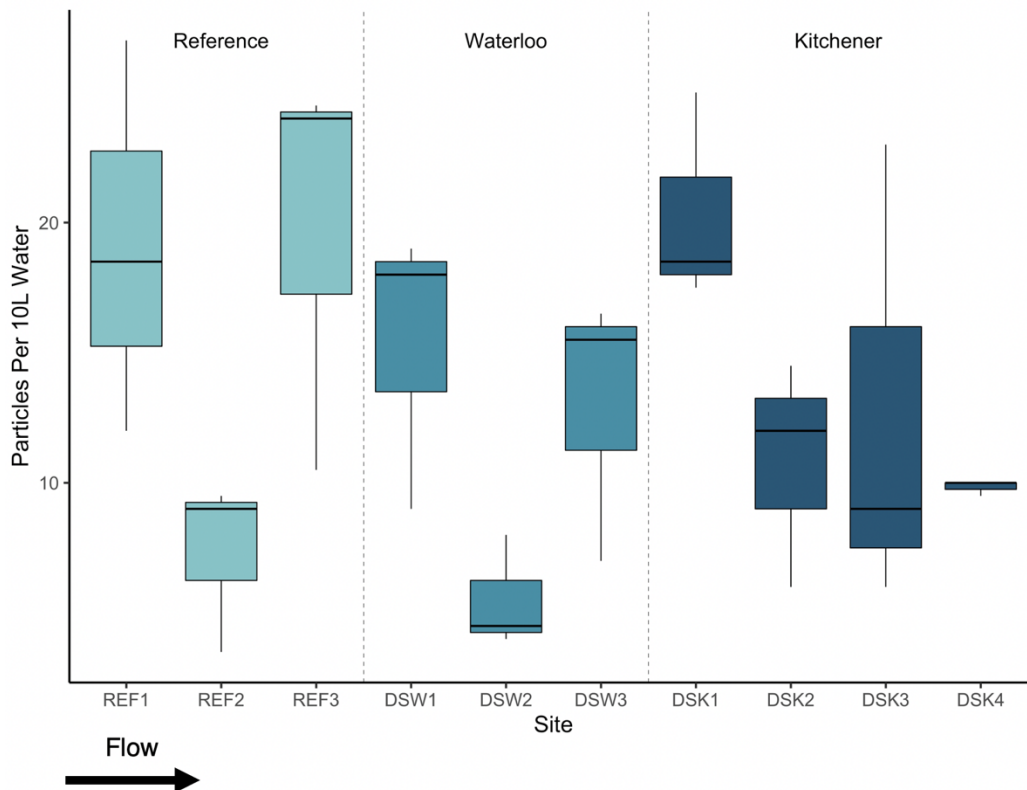 Reference Waterloo Kitchener
Particles Per 10L Water
20
10
REF1 REF2 REF3 DSW1 DSW2 DSW3 DSK1 DSK2 DSK3 DSK4
Site
Flow